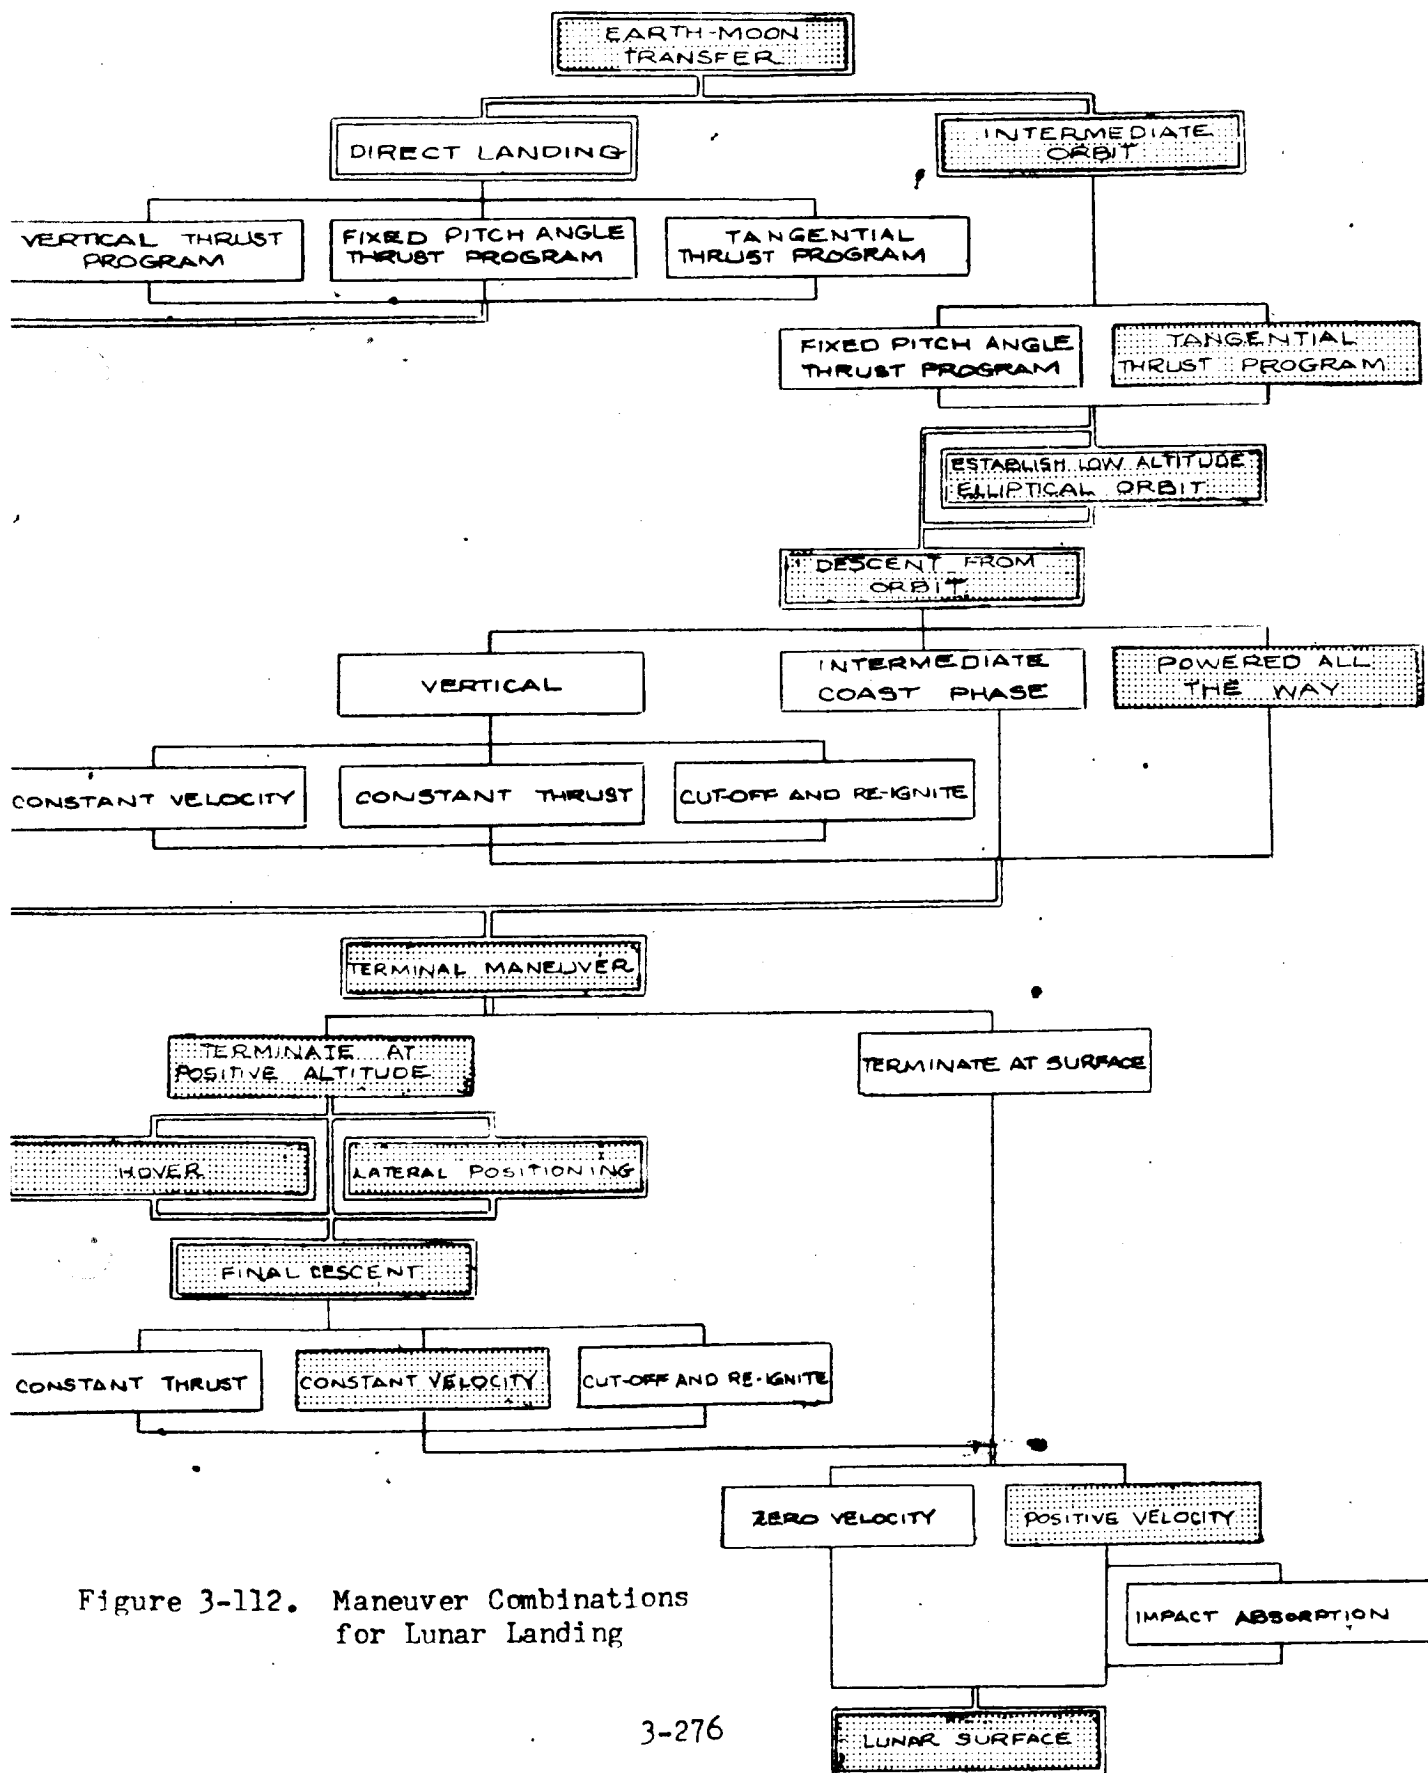 EARTH-MOON
TRANSFER
DIRECT LANDING
INTERMEDIATE
ORBIT
VERTICAL THRUST
PROGRAM
FIXED PITCH ANGLE
THRUST PROGRAM
TANGENTIAL
THRUST PROGRAM
FIXED PITCH ANGLE
THRUST PROGRAM
TANGENTIAL
THRUST PROGRAM
ESTABLISH LOW ALTITUDE
ELLIPTICAL ORBIT
DESCENT FROM
ORBIT
VERTICAL
INTERMEDIATE
COAST PHASE
POWERED ALL
THE WAY
CONSTANT VELOCITY
CONSTANT THRUST
CUT-OFF AND RE-IGNITE
TERMINAL MANEUVER
TERMINATE AT
POSITIVE ALTITUDE
TERMINATE AT SURFACE
HOVER
LATERAL POSITIONING
FINAL DESCENT
CONSTANT THRUST
CONSTANT VELOCITY
CUT-OFF AND RE-IGNITE
ZERO VELOCITY
POSITIVE VELOCITY
IMPACT ABSORPTION
LUNAR SURFACE
Figure 3-112. Maneuver Combinations
for Lunar Landing
3-276